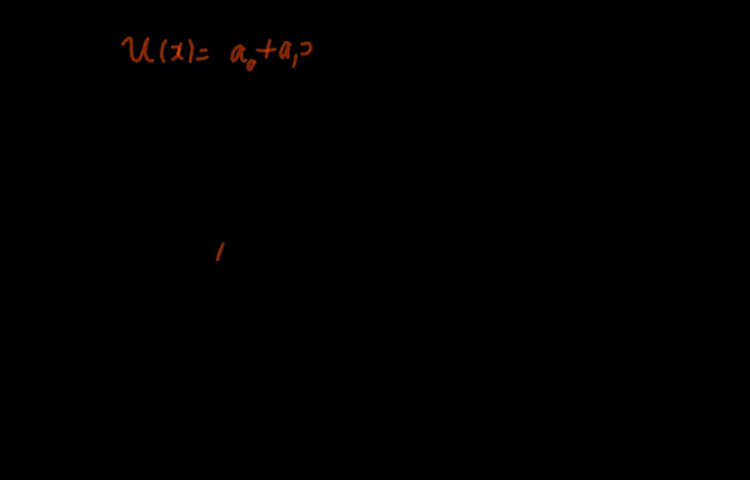 u(x) = a₀ + a₁